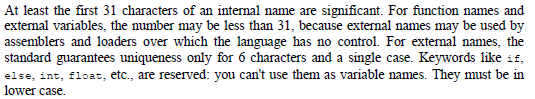 At least the first 31 characters of an internal name are significant. For function names and
external variables, the number may be less than 31, because external names may be used by
assemblers and loaders over which the language has no control. For external names, the
standard guarantees uniqueness only for 6 characters and a single case. Keywords like if,
else, int, float, etc., are reserved: you can't use them as variable names. They must be in
lower case.